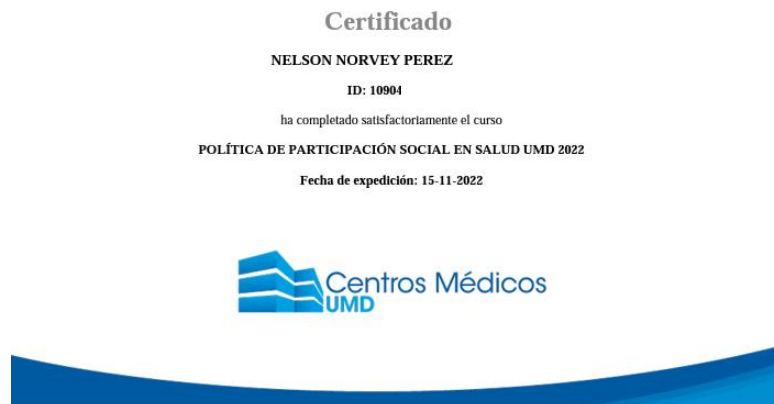 Certificado
NELSON NORVEY PEREZ
ID: 10904
ha completado satisfactoriamente el curso
POLÍTICA DE PARTICIPACIÓN SOCIAL EN SALUD UMD 2022
Fecha de expedición: 15-11-2022
Centros Médicos
UMD